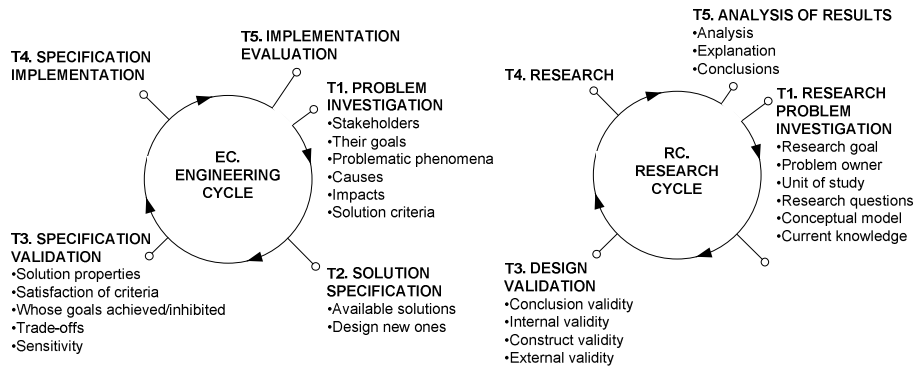 T5. IMPLEMENTATION
EVALUATION
T4. SPECIFICATION
IMPLEMENTATION
T1. PROBLEM
INVESTIGATION
•Stakeholders
•Their goals
•Problematic phenomena
•Causes
•Impacts
•Solution criteria
EC.
ENGINEERING
CYCLE
T3. SPECIFICATION
VALIDATION
•Solution properties
•Satisfaction of criteria
•Whose goals achieved/inhibited
•Trade-offs
•Sensitivity
T2. SOLUTION
SPECIFICATION
•Available solutions
•Design new ones
T5. ANALYSIS OF RESULTS
•Analysis
•Explanation
•Conclusions
T4. RESEARCH
T1. RESEARCH
PROBLEM
INVESTIGATION
•Research goal
•Problem owner
•Unit of study
•Research questions
•Conceptual model
•Current knowledge
RC.
RESEARCH
CYCLE
T3. DESIGN
VALIDATION
•Conclusion validity
•Internal validity
•Construct validity
•External validity